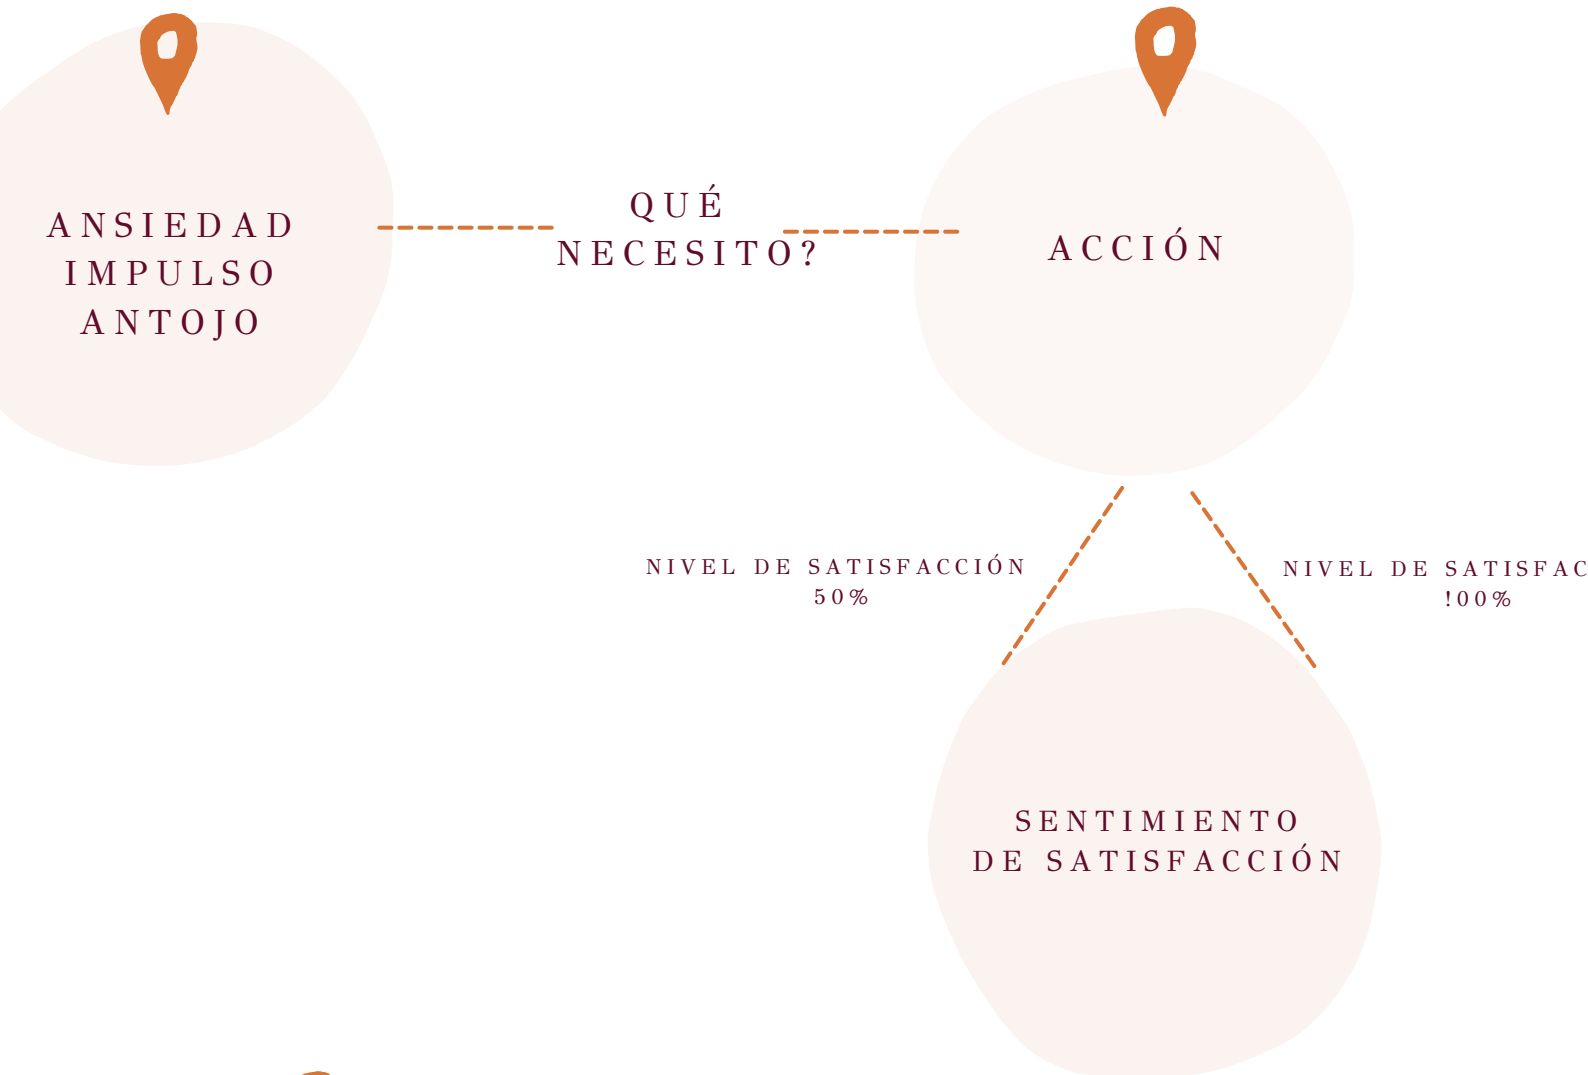 ANSIEDAD
IMPULSO
ANTOJO
QUÉ
NECESITO?
ACCIÓN
NIVEL DE SATISFACCIÓN
50%
NIVEL DE SATISFAC
!00%
SENTIMIENTO
DE SATISFACCIÓN